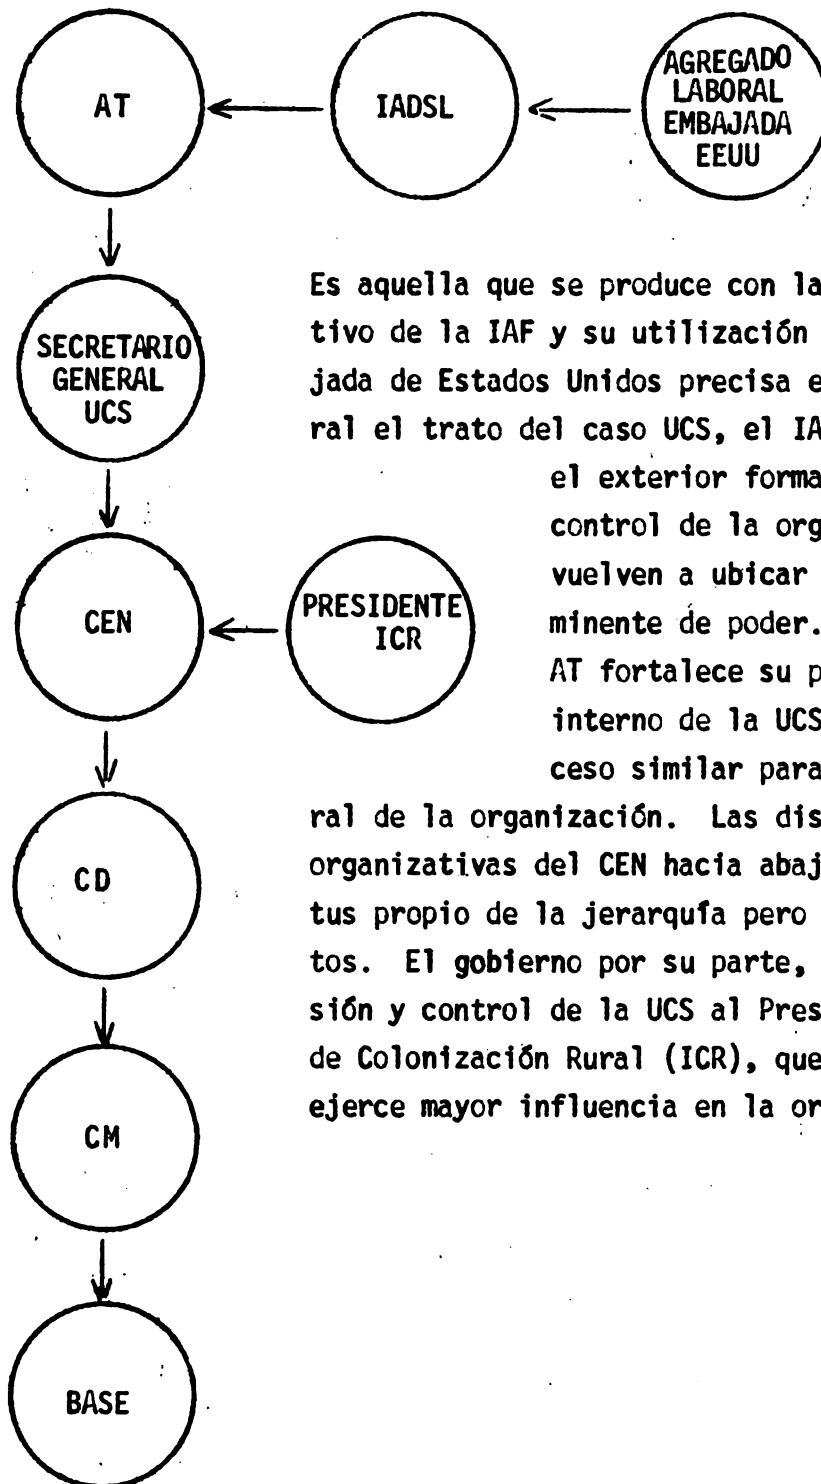 AT
IADSL
AGREGADO
LABORAL
EMBAJADA
EEUU
SECRETARIO
GENERAL
UCS
Es aquella que se produce con la
tivo de la IAF y su utilización
jada de Estados Unidos precisa e
ral el trato del caso UCS, el IA
el exterior forma
control de la org
vuelven a ubicar
minente de poder.
AT fortalece su p
interno de la UCS
ceso similar para
ral de la organización. Las dis
organizativas del CEN hacia abaj
tus propio de la jerarquía pero
tos. El gobierno por su parte,
sión y control de la UCS al Pres
de Colonización Rural (ICR), que
ejerce mayor influencia en la or
CEN
PRESIDENTE
ICR
CD
CM
BASE